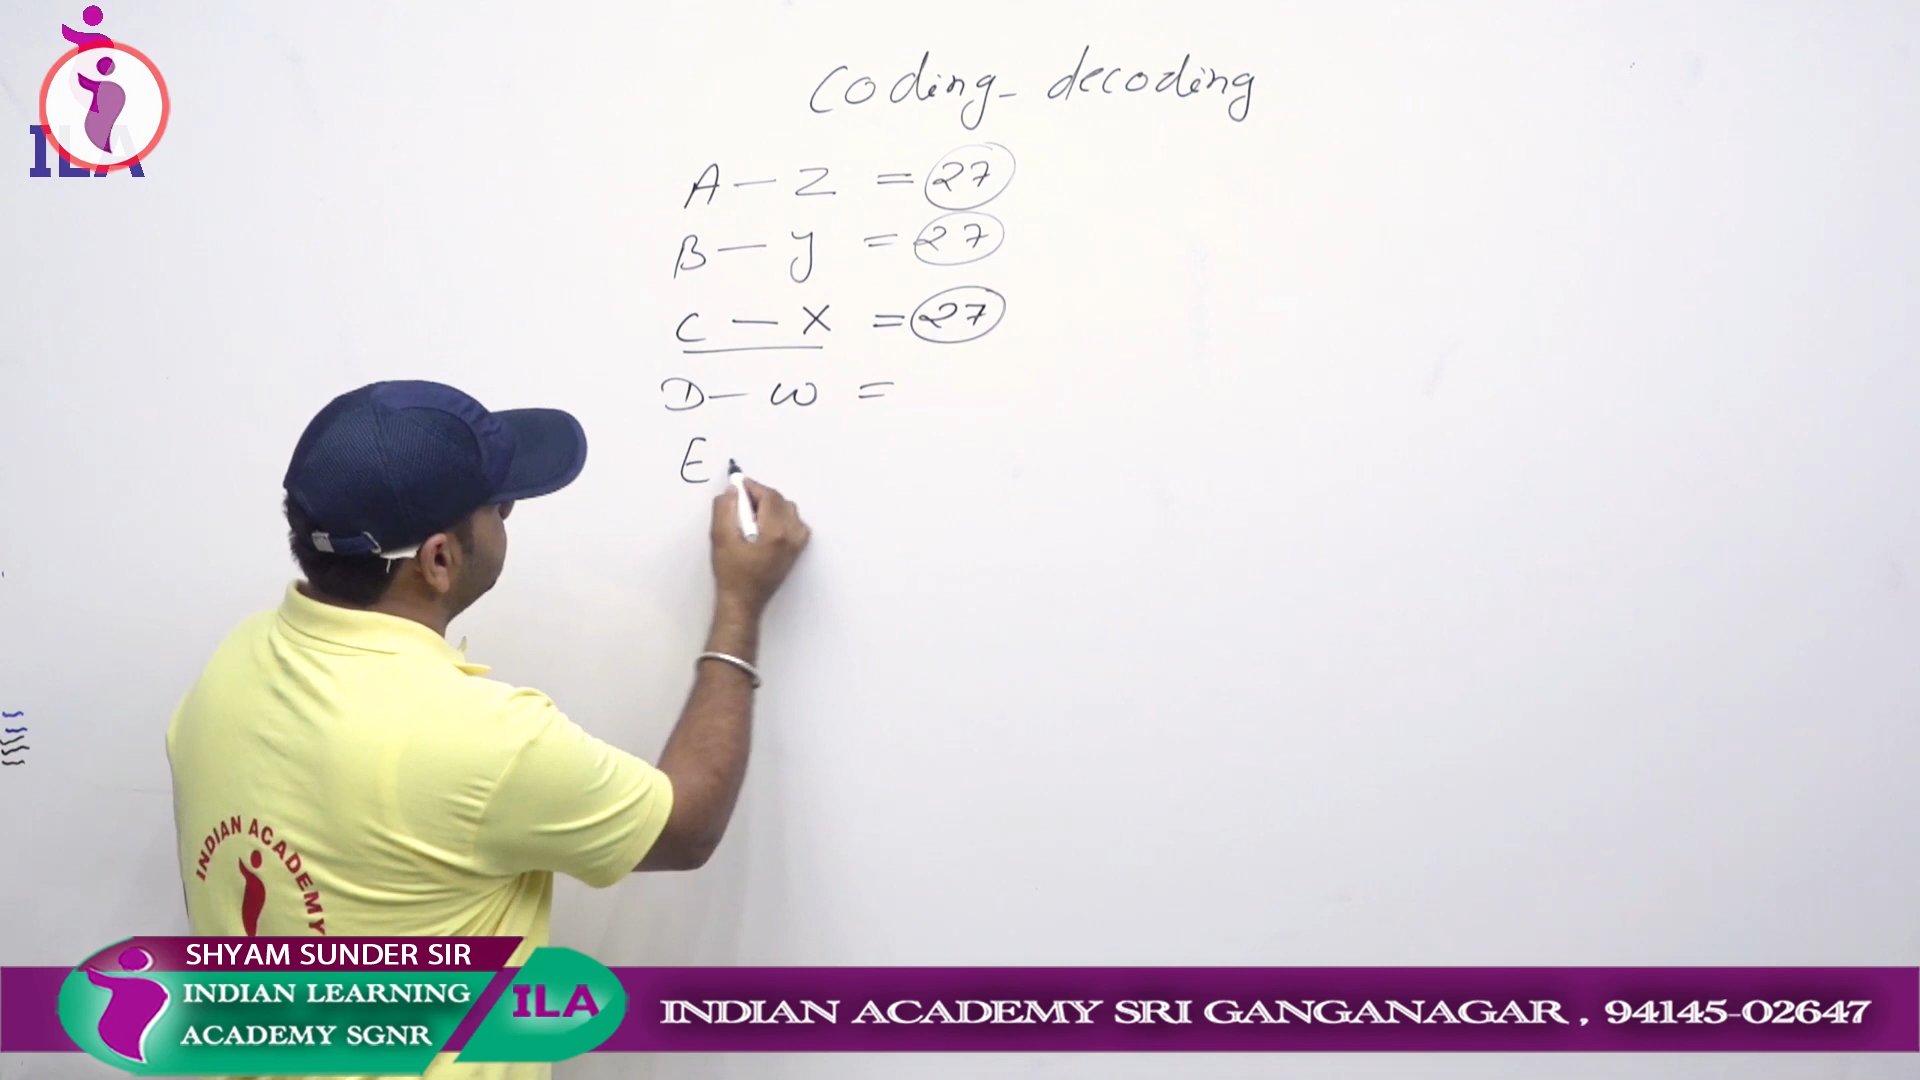 ILA
coding - decoding
A — Z = 27
B — y = 27
C — X = 27
D — W =
E
INDIAN ACADEMY
SHYAM SUNDER SIR
INDIAN LEARNING
ACADEMY SGNR
ILA
INDIAN ACADEMY SRI GANGANAGAR , 94145-02647